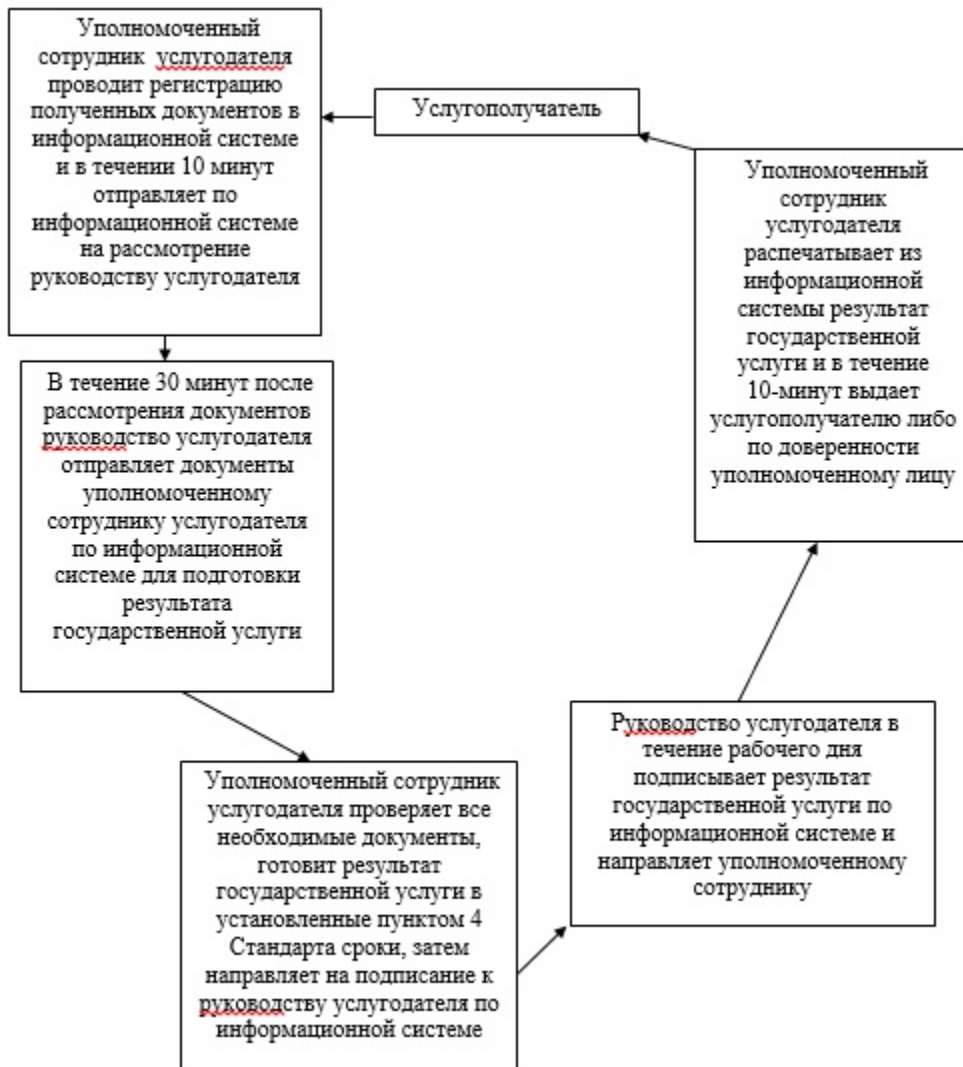 Уполномоченный
сотрудник услугодателя
проводит регистрацию
полученных документов в
информационной системе
и в течении 10 минут
отправляет по
информационной системе
на рассмотрение
руководству услугодателя
Услугополучатель
Уполномоченный
сотрудник
услугодателя
распечатывает из
информационной
системы результат
государственной
услуги и в течение
10-минут выдает
услугополучателю либо
по доверенности
уполномоченному лицу
В течение 30 минут после
рассмотрения документов
руководство услугодателя
отправляет документы
уполномоченному
сотруднику услугодателя
по информационной
системе для подготовки
результата
государственной услуги
Уполномоченный сотрудник
услугодателя проверяет все
необходимые документы,
готовит результат
государственной услуги в
установленные пунктом 4
Стандарта сроки, затем
направляет на подписание к
руководству услугодателя по
информационной системе
Руководство услугодателя в
течение рабочего дня
подписывает результат
государственной услуги по
информационной системе и
направляет уполномоченному
сотруднику